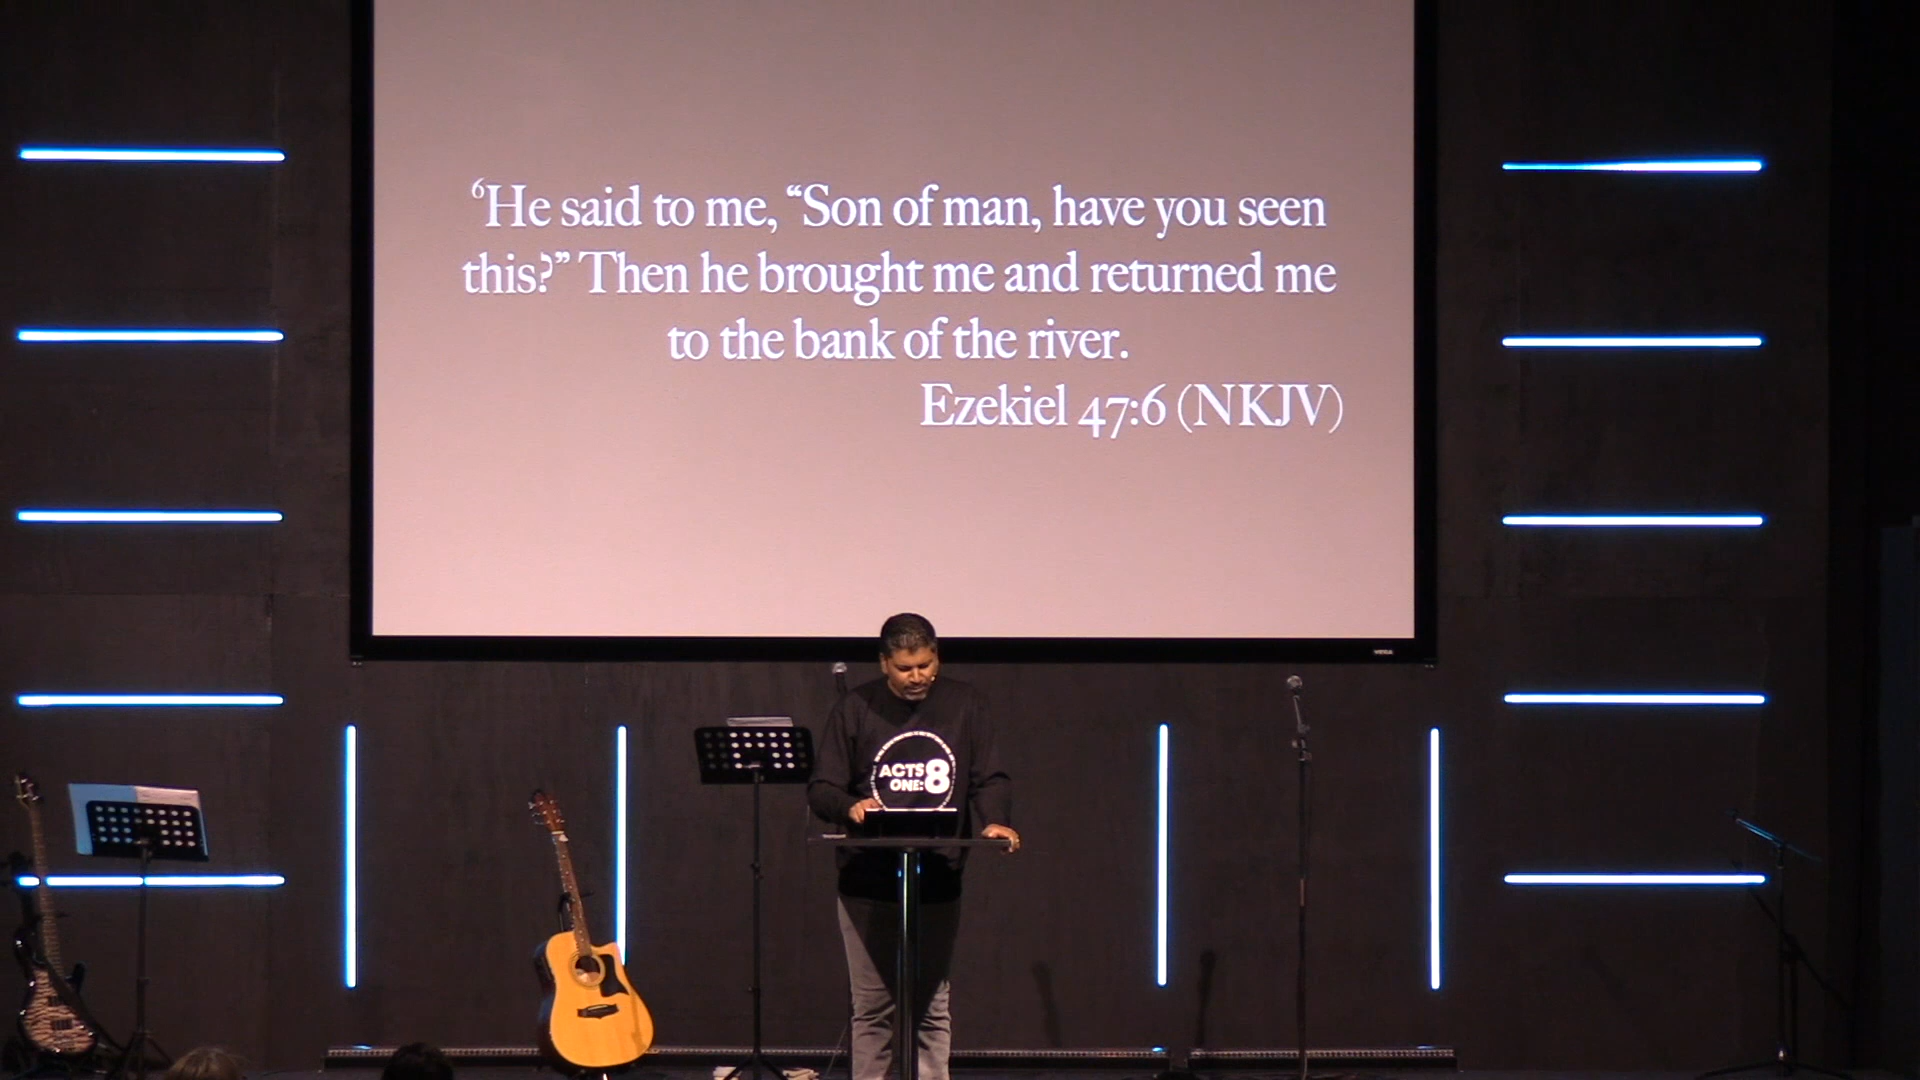 ⁶He said to me, “Son of man, have you seen
this?” Then he brought me and returned me
to the bank of the river.
Ezekiel 47:6 (NKJV)
ACTS
ONE:8